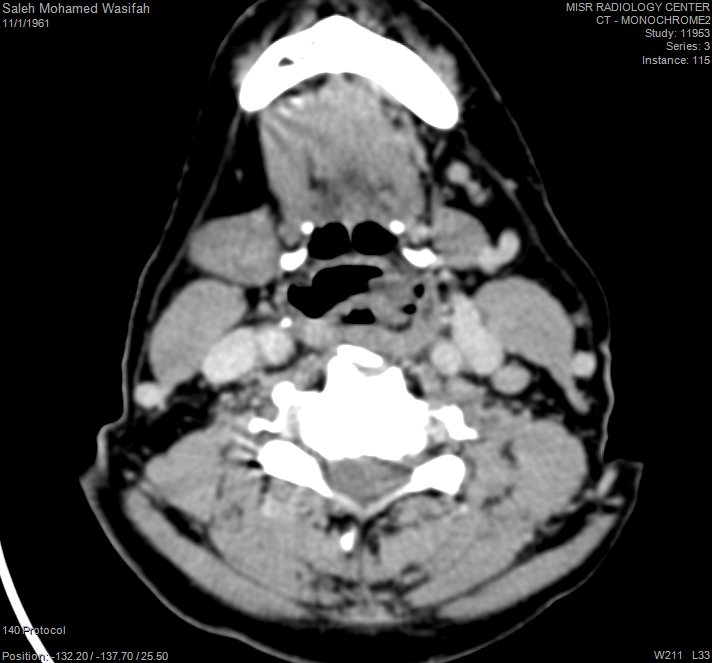 Saleh Mohamed Wasifah
11/1/1961
MISR RADIOLOGY CENTER
CT - MONOCHROME2
Study: 11953
Series: 3
Instance: 115
140 Protocol
Position: -132.20 / -137.70 / 25.50
W211 L33